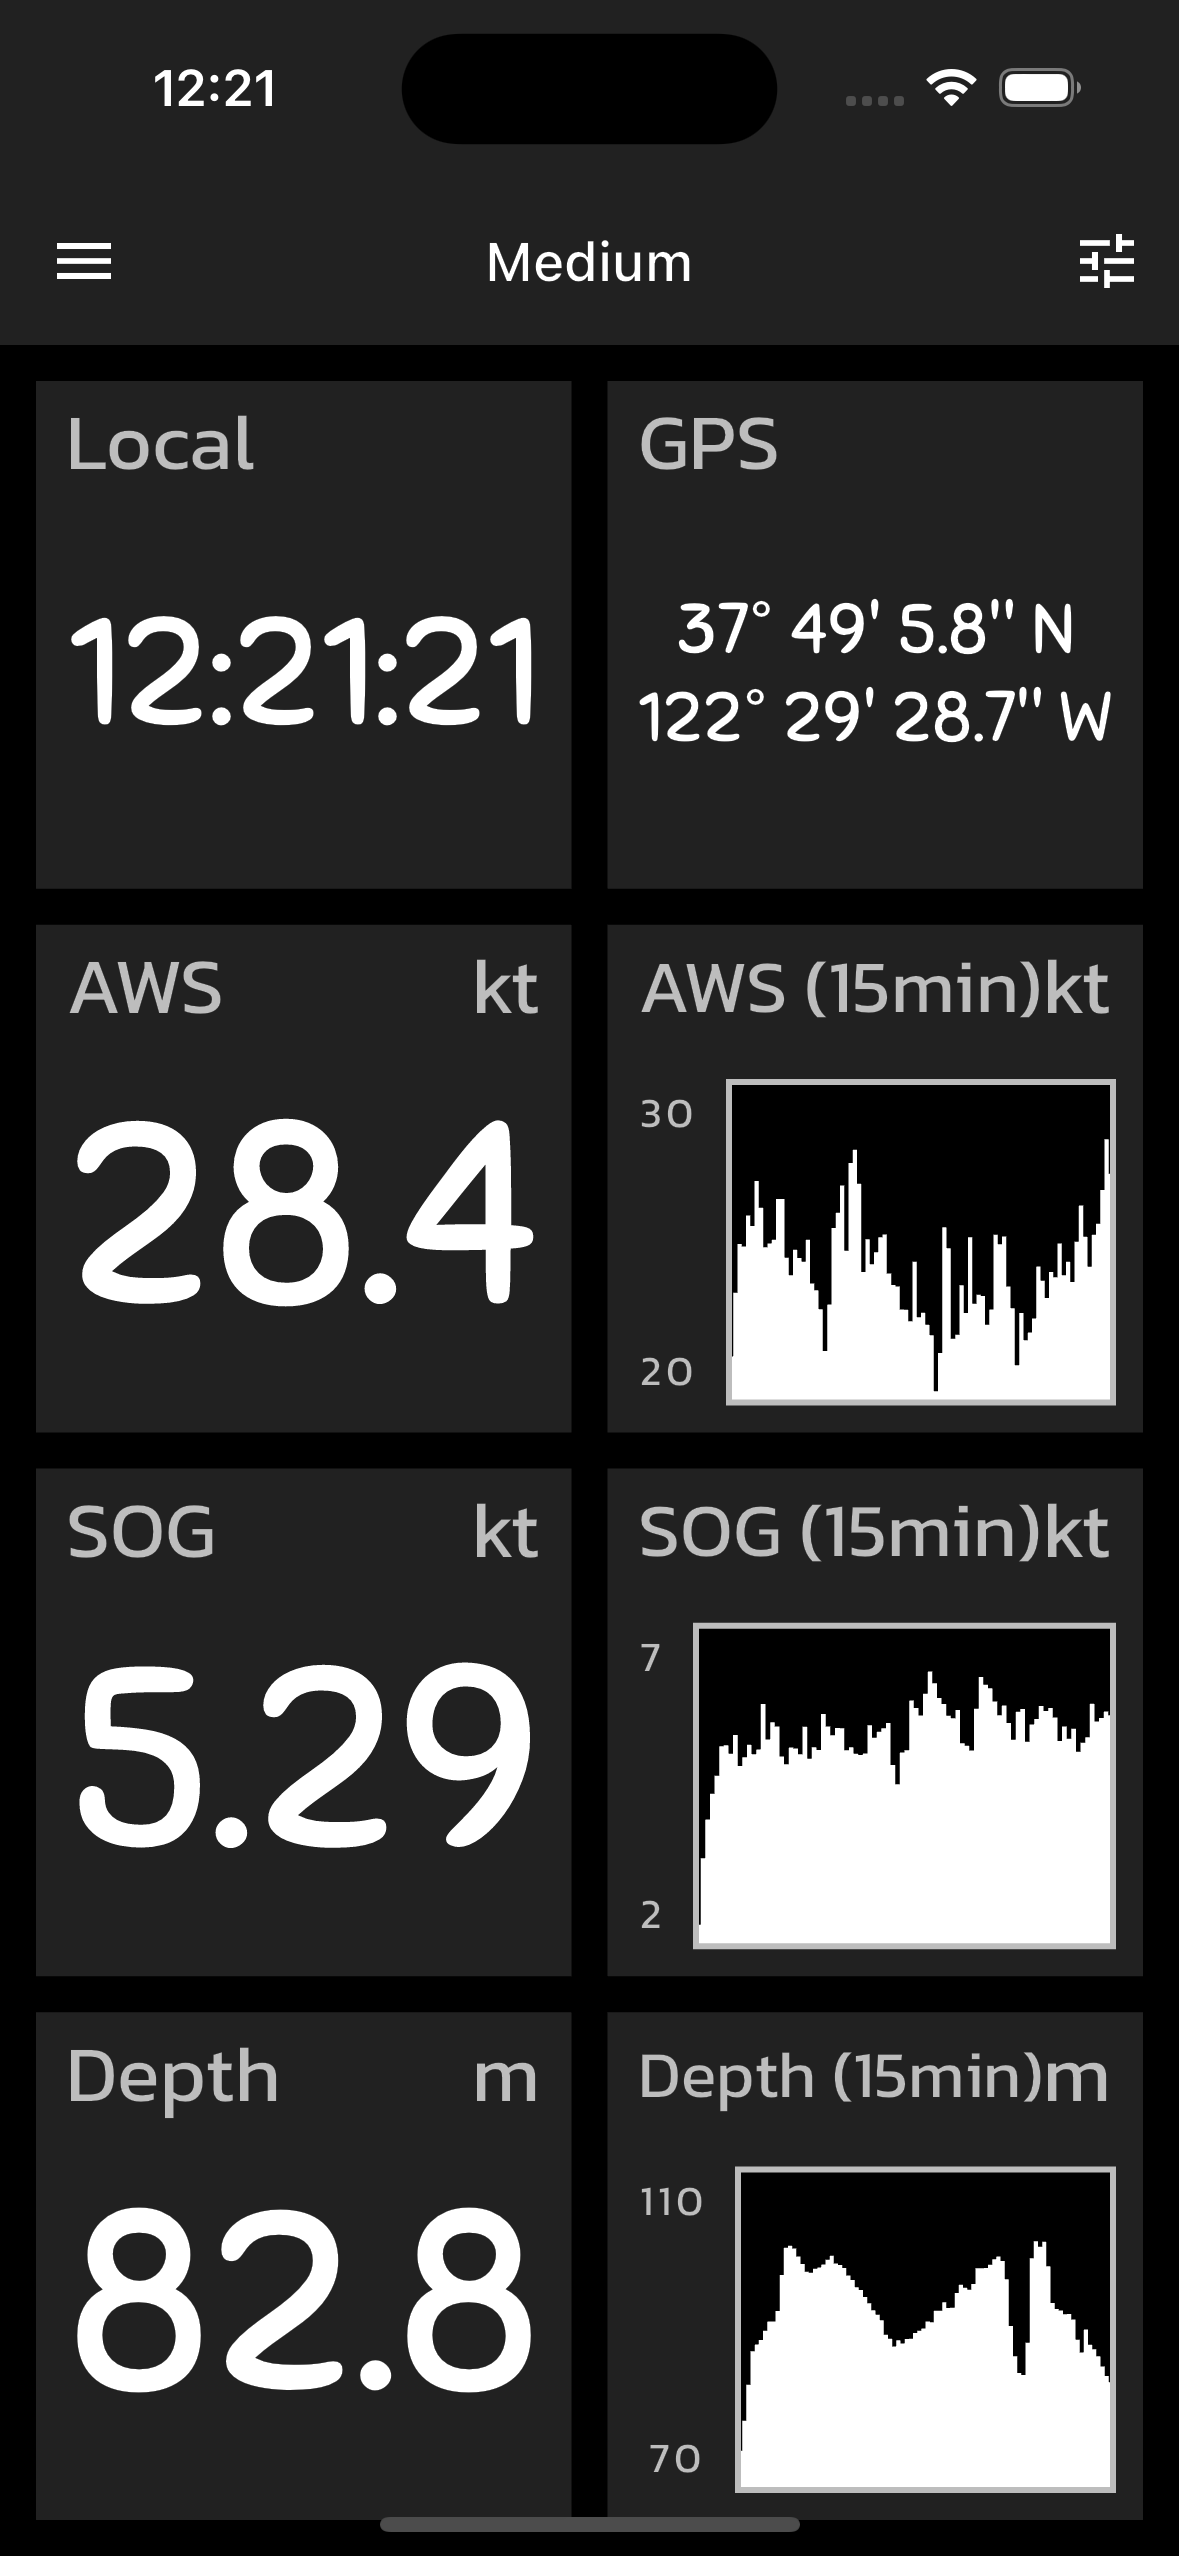 12:21
Medium
Local
12:21:21
GPS
37° 49' 5.8" N
122° 29' 28.7" W
AWS kt
28.4
AWS (15min)kt
30
20
SOG kt
5.29
SOG (15min)kt
7
2
Depth m
82.8
Depth (15min)m
110
70